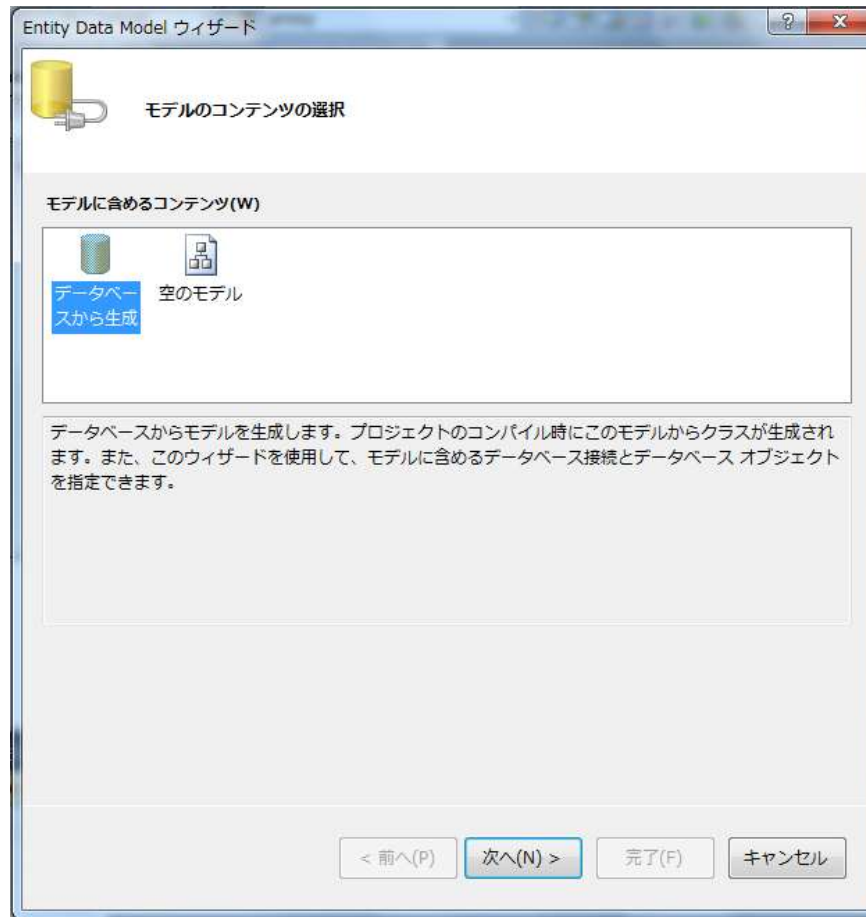 Entity Data Model ウィザード
モデルのコンテンツの選択
モデルに含めるコンテンツ(W)
データベー
スから生成
空のモデル
データベースからモデルを生成します。プロジェクトのコンパイル時にこのモデルからクラスが生成され
ます。また、このウィザードを使用して、モデルに含めるデータベース接続とデータベース オブジェクト
を指定できます。
< 前へ(P)
次へ(N) >
完了(F)
キャンセル